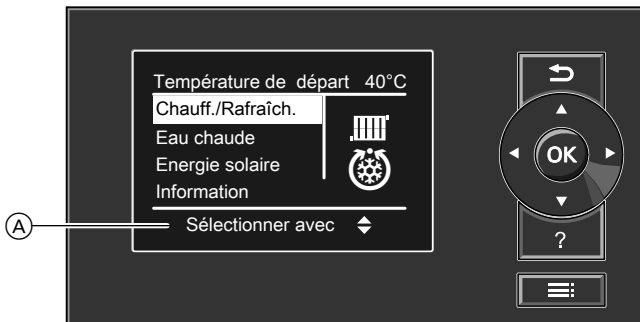 Température de départ 40°C
Chauff./Rafraîch.
Eau chaude
Energie solaire
Information
Sélectionner avec
A
OK
?